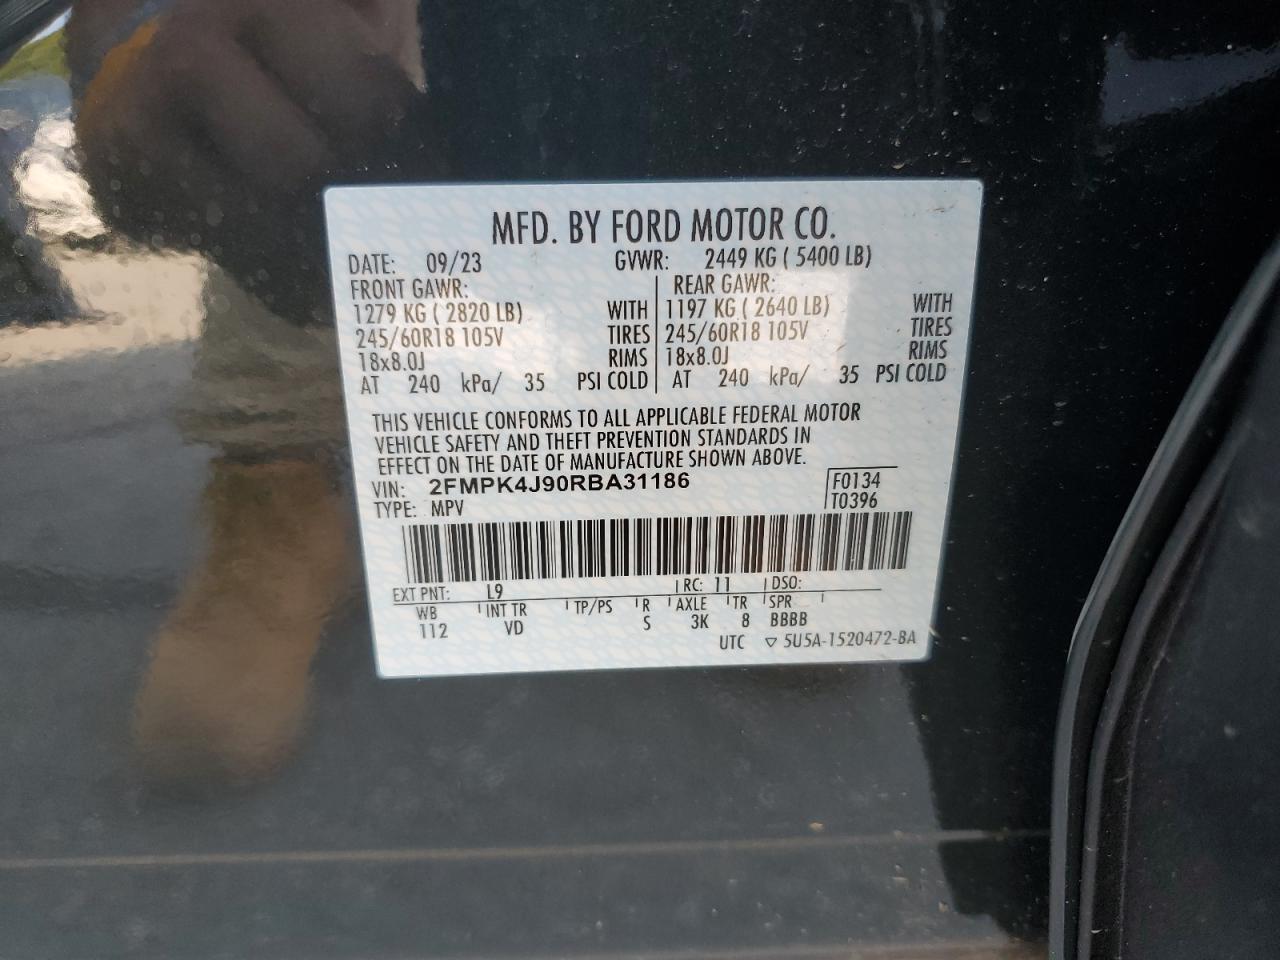 MFD. BY FORD MOTOR CO.
DATE: 09/23 GVWR: 2449 KG ( 5400 LB)
FRONT GAWR: REAR GAWR:
1279 KG ( 2820 LB) WITH 1197 KG ( 2640 LB) WITH
245/60R18 105V TIRES 245/60R18 105V TIRES
18x8.0J RIMS 18x8.0J RIMS
AT 240 kPa/ 35 PSI COLD AT 240 kPa/ 35 PSI COLD
THIS VEHICLE CONFORMS TO ALL APPLICABLE FEDERAL MOTOR
VEHICLE SAFETY AND THEFT PREVENTION STANDARDS IN
EFFECT ON THE DATE OF MANUFACTURE SHOWN ABOVE.
VIN: 2FMPK4J90RBA31186 F0134
TYPE: MPV T0396
EXT PNT: L9 RC: 11 DSO:
WB INT TR TP/PS R AXLE TR SPR
112 VD S 3K 8 BBBB
UTC ▽ 5U5A-1520472-BA